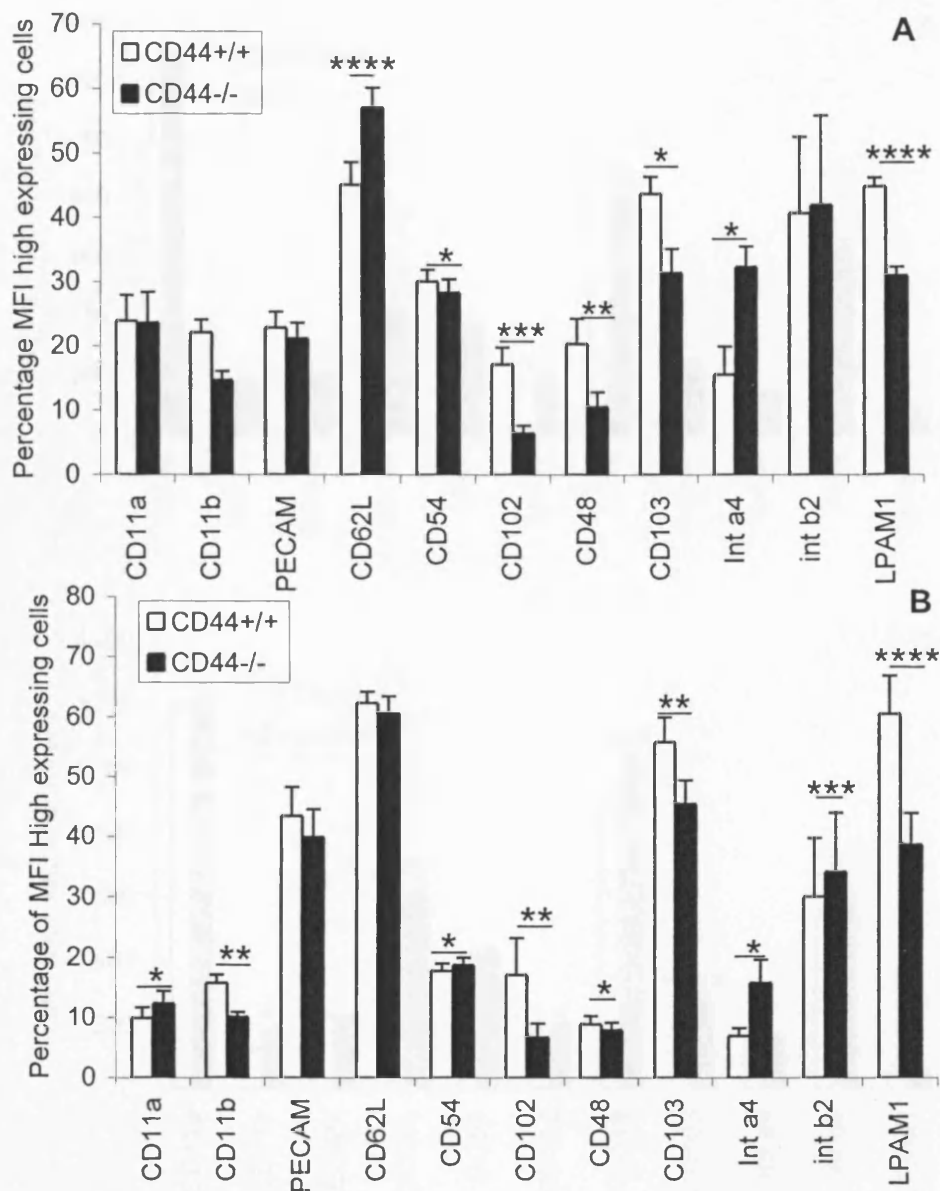 A
Percentage MFI high expressing cells
70
60
50
40
30
20
10
0
CD44+/+
CD44-/-
****
*
***
**
*
*
****
CD11a
CD11b
PECAM
CD62L
CD54
CD102
CD48
CD103
Int a4
int b2
LPAM1
B
Percentage of MFI High expressing cells
80
70
60
50
40
30
20
10
0
CD44+/+
CD44-/-
*
**
*
**
*
**
*
***
****
CD11a
CD11b
PECAM
CD62L
CD54
CD102
CD48
CD103
Int a4
int b2
LPAM1